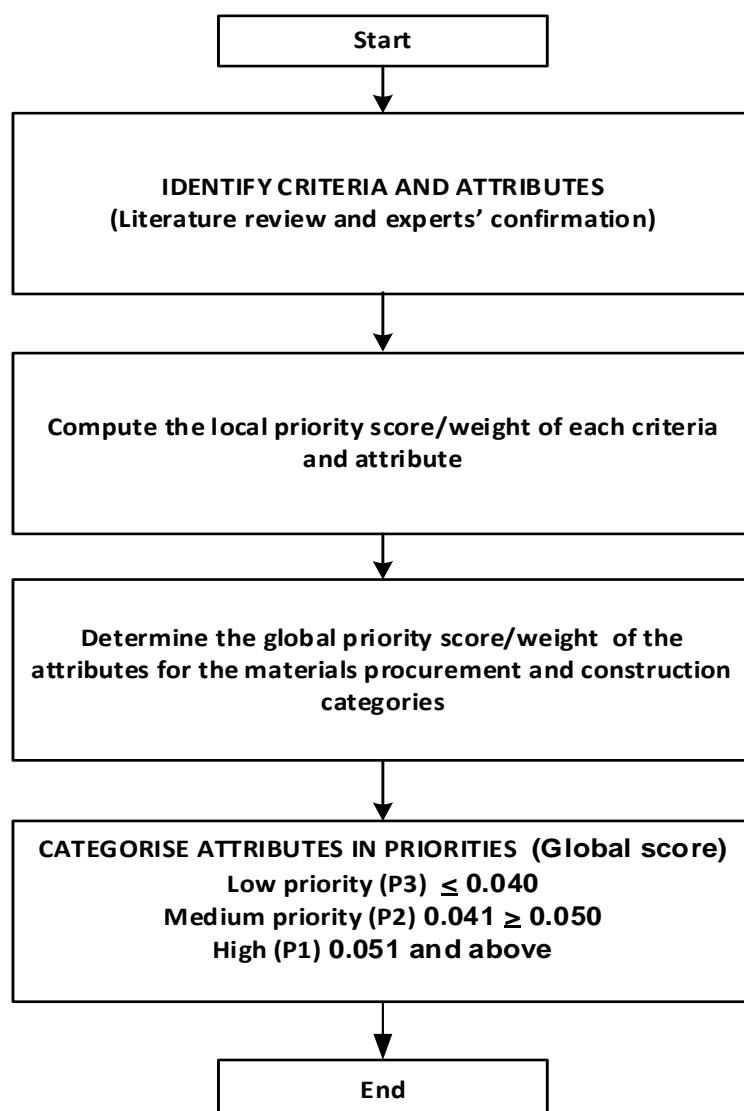 Start
IDENTIFY CRITERIA AND ATTRIBUTES
(Literature review and experts’ confirmation)
Compute the local priority score/weight of each criteria
and attribute
Determine the global priority score/weight of the
attributes for the materials procurement and construction
categories
CATEGORISE ATTRIBUTES IN PRIORITIES (Global score)
Low priority (P3) ≤ 0.040
Medium priority (P2) 0.041 ≥ 0.050
High (P1) 0.051 and above
End